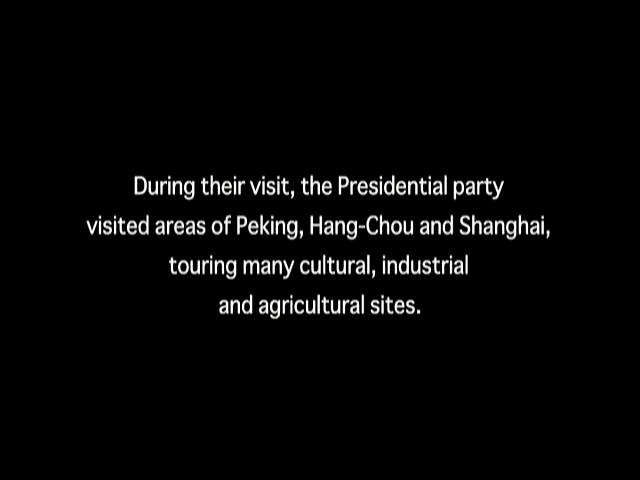 During their visit, the Presidential party
visited areas of Peking, Hang-Chou and Shanghai,
touring many cultural, industrial
and agricultural sites.